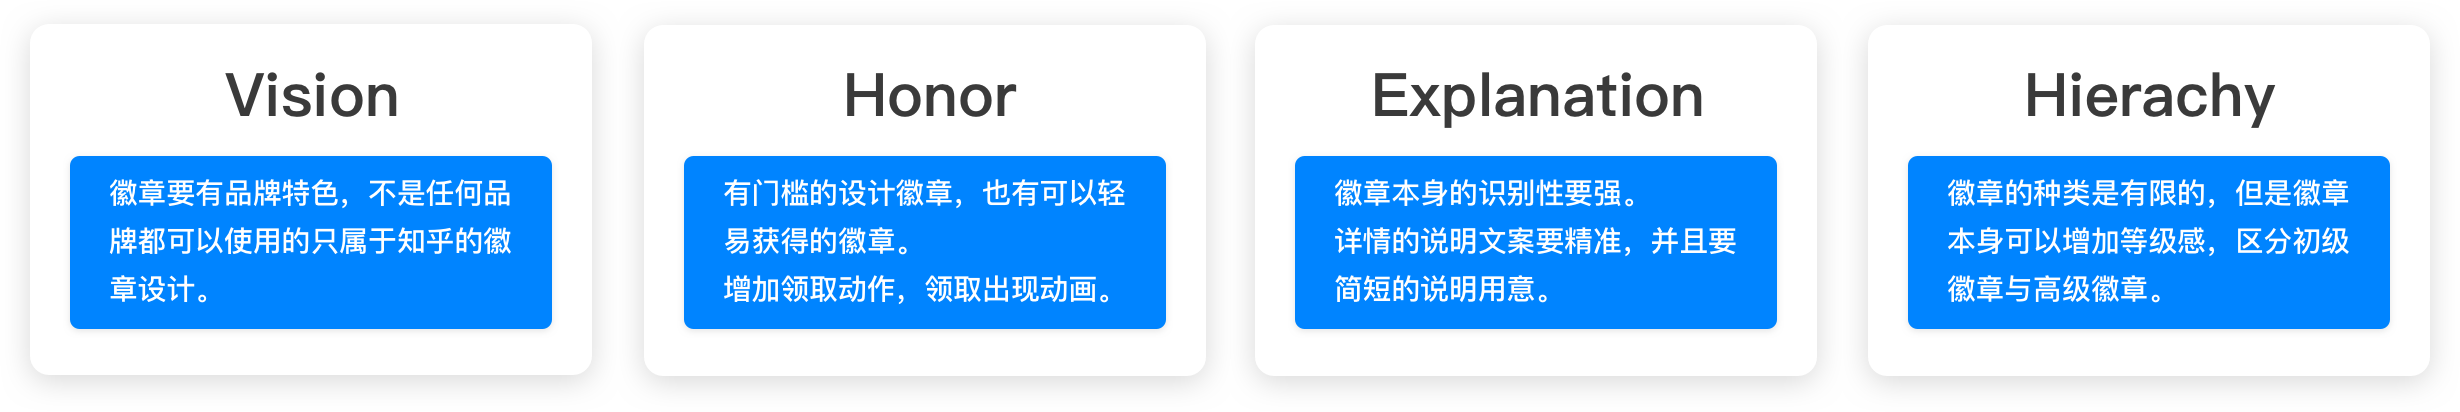 Vision
徽章要有品牌特色，不是任何品
牌都可以使用的只属于知乎的徽
章设计。
Honor
有门槛的设计徽章，也有可以轻
易获得的徽章。
增加领取动作，领取出现动画。
Explanation
徽章本身的识别性要强。
详情的说明文案要精准，并且要
简短的说明用意。
Hierachy
徽章的种类是有限的，但是徽章
本身可以增加等级感，区分初级
徽章与高级徽章。